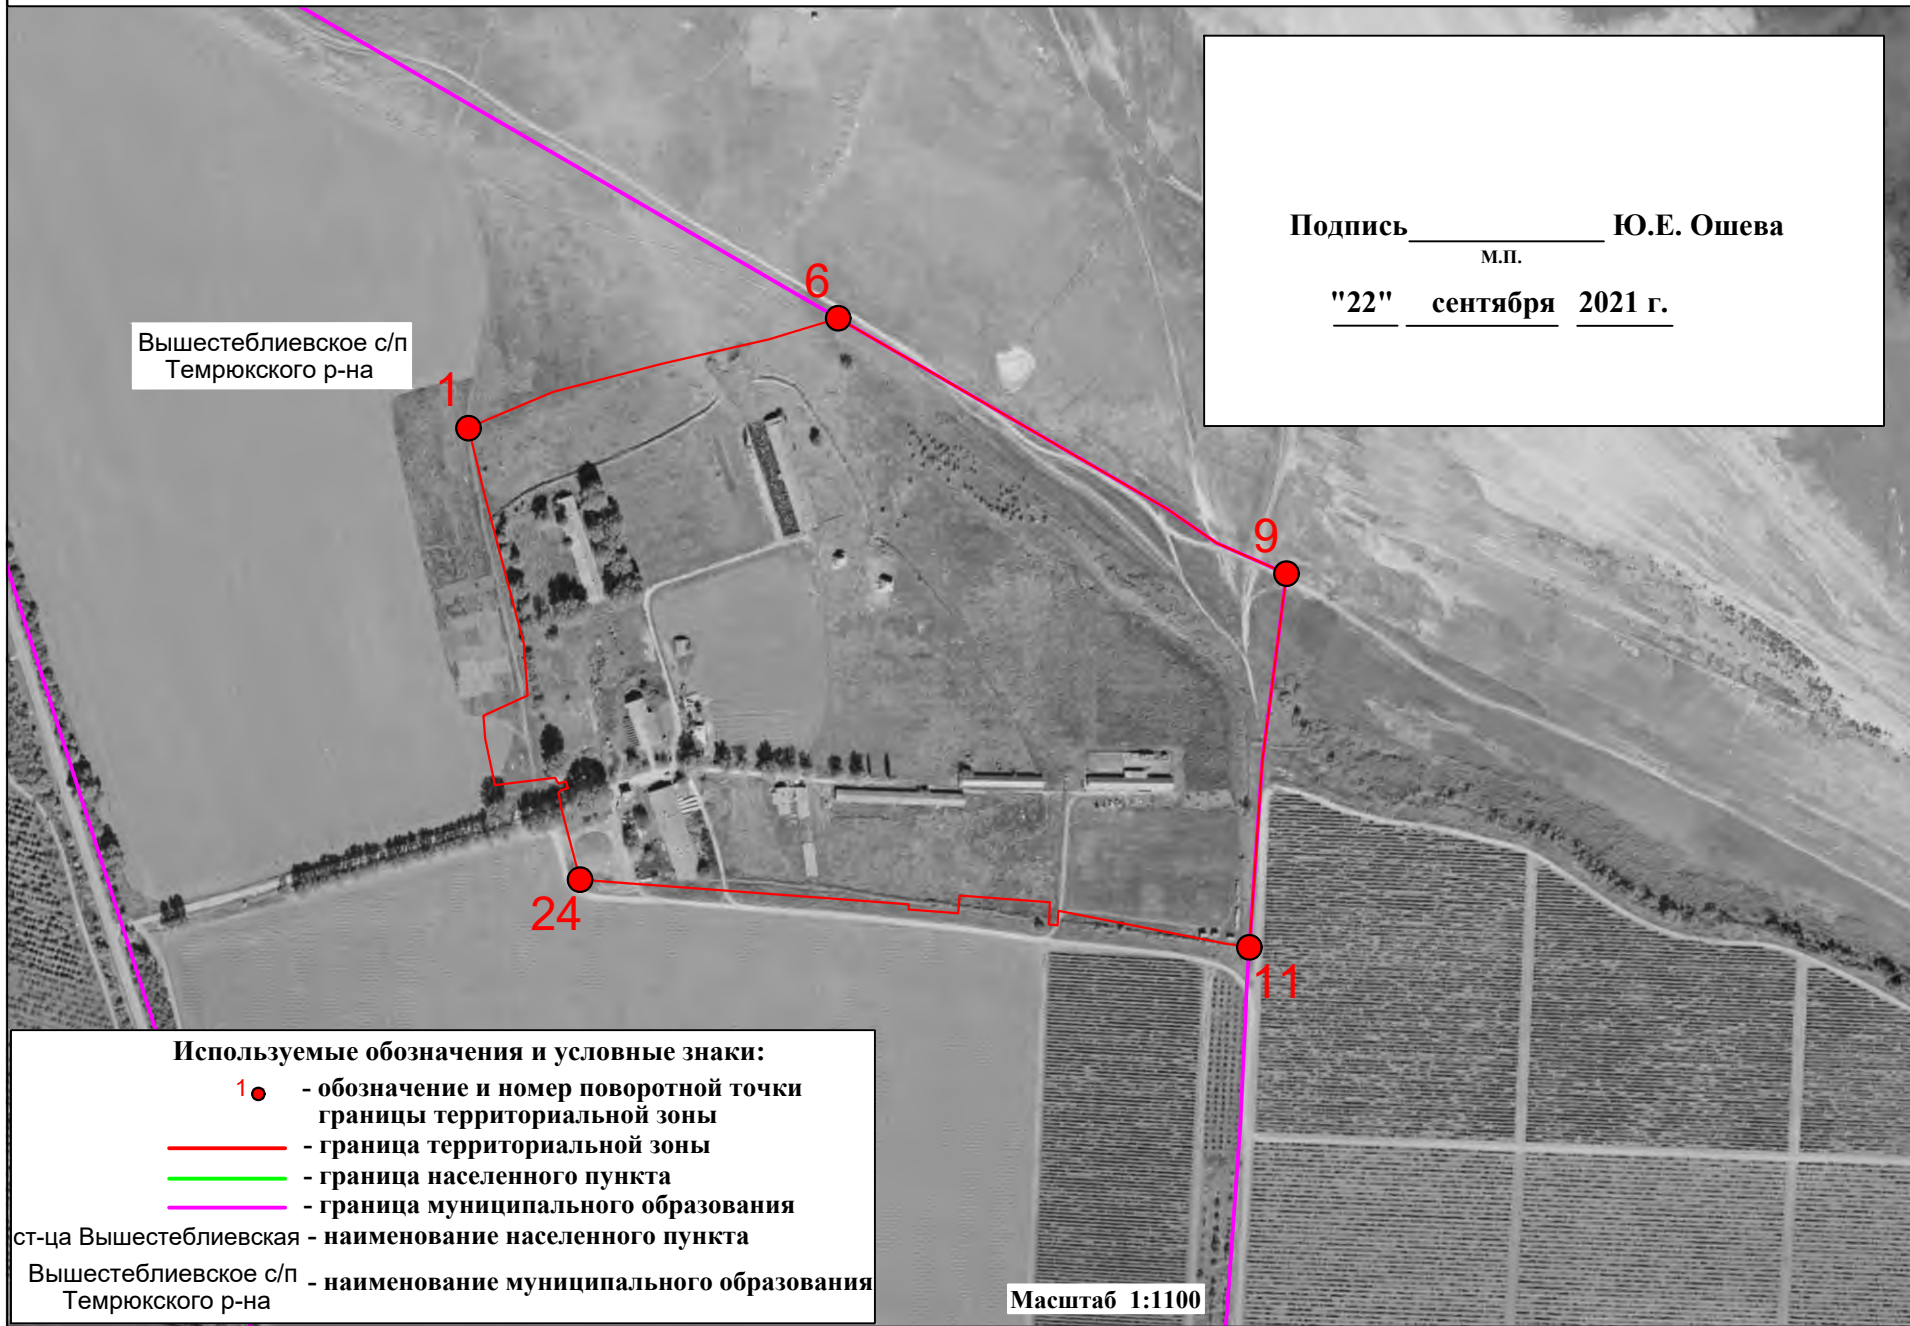 Подпись____________ Ю.Е. Ошева
м.п.
"22" сентября 2021 г.
6
Вышестеблиевское с/п
Темрюкского р-на
1
9
24
11
Используемые обозначения и условные знаки:
1 - обозначение и номер поворотной точки
границы территориальной зоны
- граница территориальной зоны
- граница населенного пункта
- граница муниципального образования
ст-ца Вышестеблиевская - наименование населенного пункта
Вышестеблиевское с/п - наименование муниципального образования
Темрюкского р-на
Масштаб 1:1100